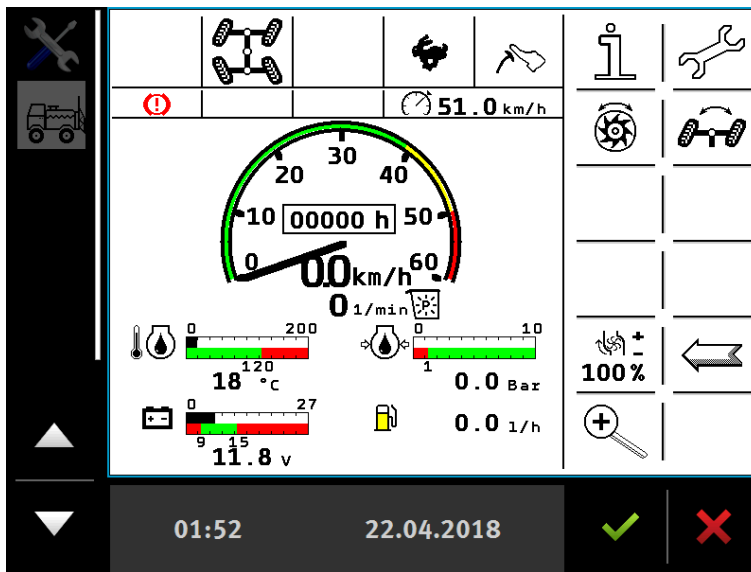 51.0 km/h
30
20 40
10 00000 h 50
0 0.0 km/h 60
0 1/min P
0 200 0 10
120 1
18 °C 0.0 Bar
100%
0 27
9 15 0.0 l/h
11.8 V
01:52 22.04.2018